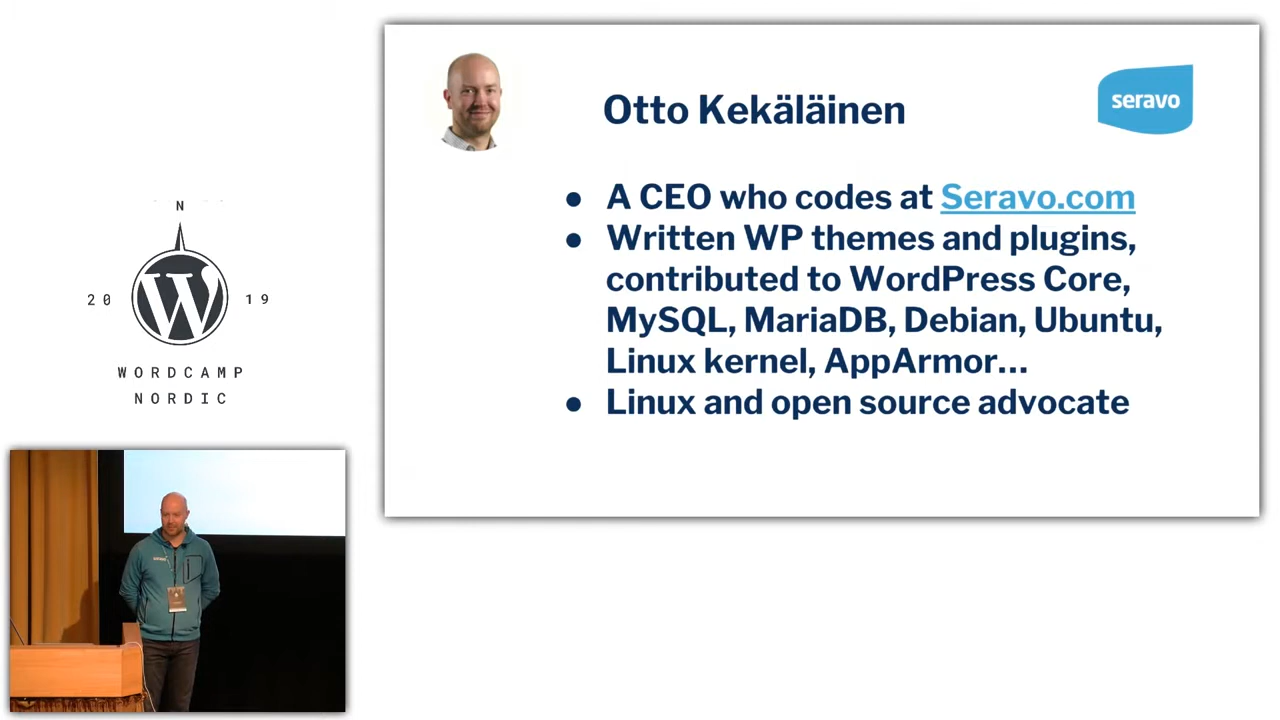 Otto Kekäläinen
seravo
● A CEO who codes at Seravo.com
● Written WP themes and plugins,
contributed to WordPress Core,
MySQL, MariaDB, Debian, Ubuntu,
Linux kernel, AppArmor...
● Linux and open source advocate
N
20 19
WORDCAMP
NORDIC